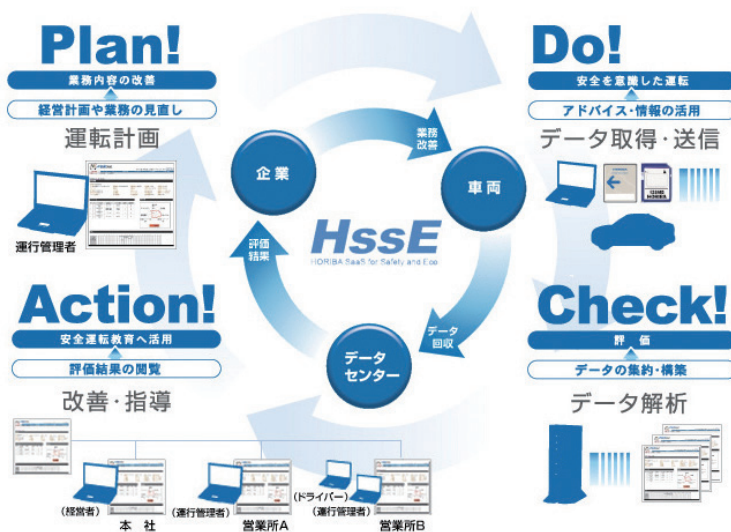 Plan!
業務内容の改善
経営計画や業務の見直し
運転計画
運行管理者
Do!
安全を意識した運転
アドバイス・情報の活用
データ取得・送信
企業
業務
改善
車両
HssE
HORIBA SaaS for Safety and Eco
評価
結果
データ
回収
データ
センター
Action!
安全運転教育へ活用
評価結果の閲覧
改善・指導
(経営者)
本社
(運行管理者)
営業所A
(ドライバー)
(運行管理者)
営業所B
Check!
評価
データの集約・構築
データ解析